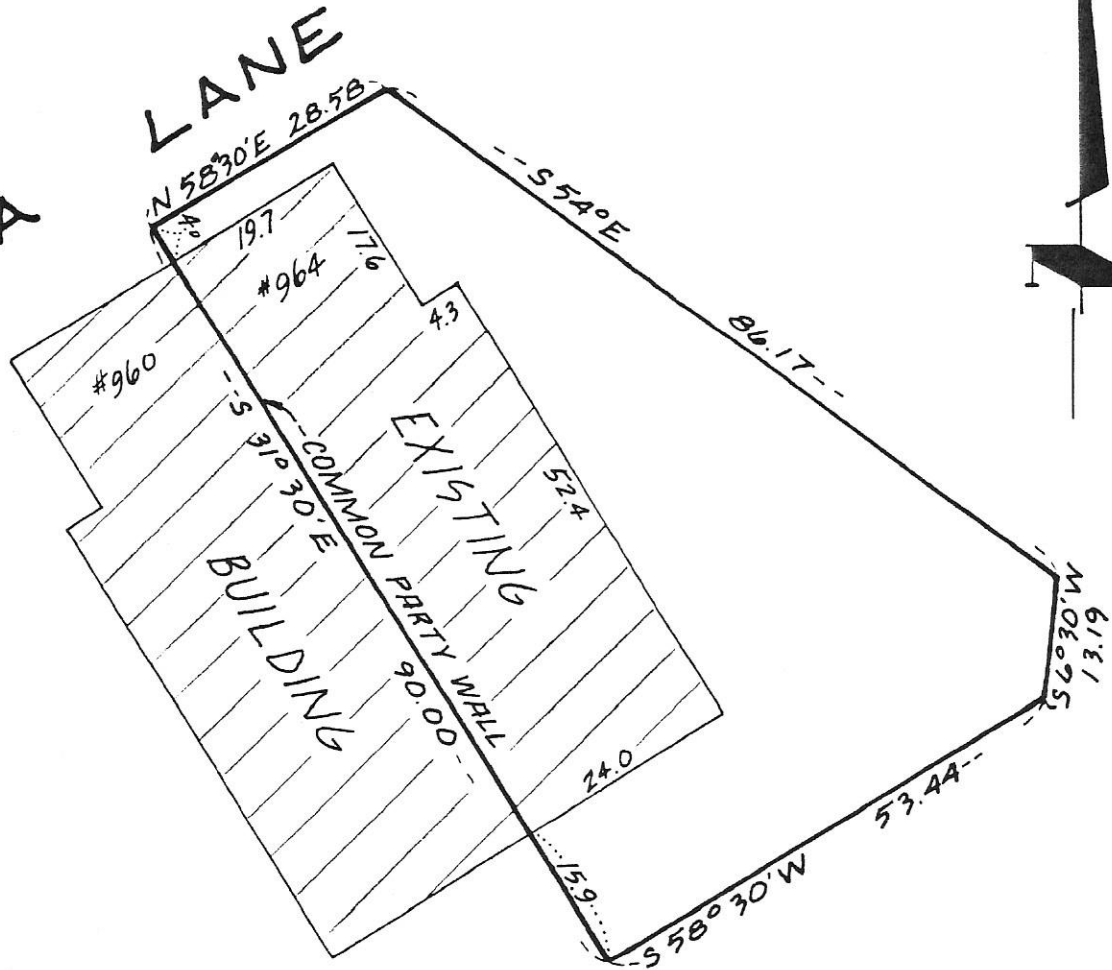 LANE
A
N 58°30'E 28.58
S 54° E
86.17
4.0
19.7
17.6
#964
4.3
#960
S 31° 30' E
COMMON PARTY WALL
90.00
EXISTING
52.4
BUILDING
24.0
15.9
S 6°30'W
13.19
53.44
S 58° 30' W